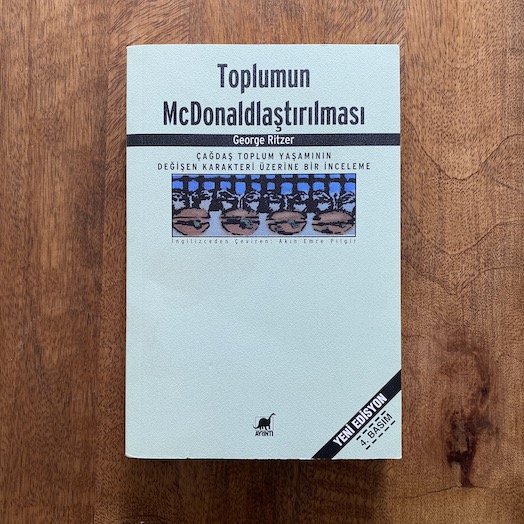 Toplumun
McDonaldlaştırılması
George Ritzer
ÇAĞDAŞ TOPLUM YAŞAMININ
DEĞİŞEN KARAKTERİ ÜZERİNE BİR İNCELEME
İngilizceden Çeviren: Akın Emre Pilgir
YENİ EDİSYON
4. BASIM
AYRINTI